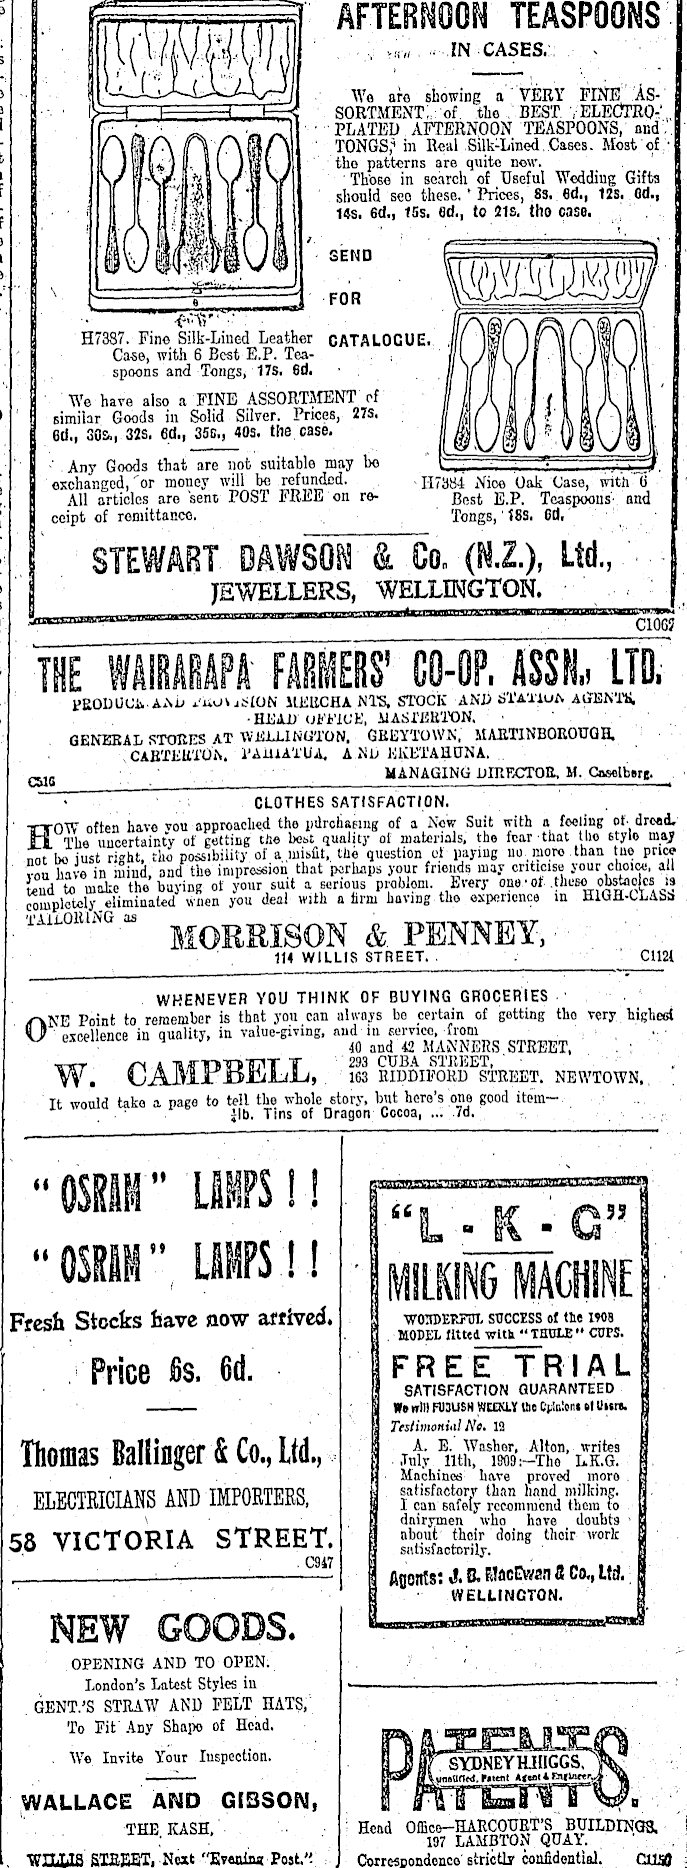 AFTERNOON TEASPOONS
IN CASES.
We are showing a VERY FINE AS-
SORTMENT of the BEST ELECTRO-
PLATED AFTERNOON TEASPOONS, and
TONGS, in Real Silk-Lined Cases. Most of
the patterns are quite new.
Those in search of Useful Wedding Gifts
should see these. Prices, 8s. 6d., 12s. 6d.,
14s. 6d., 15s. 6d., to 21s. the case.
SEND
FOR
CATALOGUE.
H7387. Fine Silk-Lined Leather
Case, with 6 Best E.P. Tea-
spoons and Tongs, 17s. 6d.
We have also a FINE ASSORTMENT of
similar Goods in Solid Silver. Prices, 27s.
6d., 30s., 32s. 6d., 35s., 40s. the case.
Any Goods that are not suitable may be
exchanged, or money will be refunded.
All articles are sent POST FREE on re-
ceipt of remittance.
H7384 Nice Oak Case, with 6
Best E.P. Teaspoons and
Tongs, 18s. 6d.
STEWART DAWSON & Co. (N.Z.), Ltd.,
JEWELLERS, WELLINGTON.
C1067
THE WAIRARAPA FARMERS' CO-OP. ASSN., LTD.
PRODUCE AND PROVISION MERCHANTS, STOCK AND STATION AGENTS,
HEAD OFFICE, MASTERTON.
GENERAL STORES AT WELLINGTON, GREYTOWN, MARTINBOROUGH,
CARTERTON, PAHIATUA, AND EKETAHUNA.
C516 MANAGING DIRECTOR, M. Caselberg.
CLOTHES SATISFACTION.
HOW often have you approached the purchasing of a New Suit with a feeling of dread.
The uncertainty of getting the best quality of materials, the fear that the style may
not be just right, the possibility of a misfit, the question of paying no more than the price
you have in mind, and the impression that perhaps your friends may criticise your choice, all
tend to make the buying of your suit a serious problem. Every one of these obstacles is
completely eliminated when you deal with a firm having the experience in HIGH-CLASS
TAILORING as
MORRISON & PENNEY,
114 WILLIS STREET. C1121
WHENEVER YOU THINK OF BUYING GROCERIES
ONE Point to remember is that you can always be certain of getting the very highest
excellence in quality, in value-giving, and in service, from
40 and 42 MANNERS STREET,
W. CAMPBELL, 293 CUBA STREET,
163 RIDDIFORD STREET. NEWTOWN.
It would take a page to tell the whole story, but here's one good item—
¼lb. Tins of Dragon Cocoa, ... 7d.
"OSRAM" LAMPS!!
"OSRAM" LAMPS!!
Fresh Stocks have now arrived.
Price 6s. 6d.
Thomas Ballinger & Co., Ltd.,
ELECTRICIANS AND IMPORTERS,
58 VICTORIA STREET.
C947
NEW GOODS.
OPENING AND TO OPEN.
London's Latest Styles in
GENT.'S STRAW AND FELT HATS,
To Fit Any Shape of Head.
We Invite Your Inspection.
WALLACE AND GIBSON,
THE KASH,
WILLIS STREET, Next "Evening Post."
"L-K-G"
MILKING MACHINE
WONDERFUL SUCCESS of the 1908
MODEL fitted with "THULE" CUPS.
FREE TRIAL
SATISFACTION GUARANTEED
We will PUBLISH WEEKLY the Opinions of Users.
Testimonial No. 12
A. E. Washer, Alton, writes
July 11th, 1909:—The L.K.G.
Machines have proved more
satisfactory than hand milking.
I can safely recommend them to
dairymen who have doubts
about their doing their work
satisfactorily.
Agents: J. B. MacEwan & Co., Ltd.
WELLINGTON.
PATENTS.
SYDNEY H. HIGGS,
Qualified, Patent Agent & Engineer,
Head Office—HARCOURT'S BUILDINGS,
197 LAMBTON QUAY.
Correspondence strictly confidential. C1150